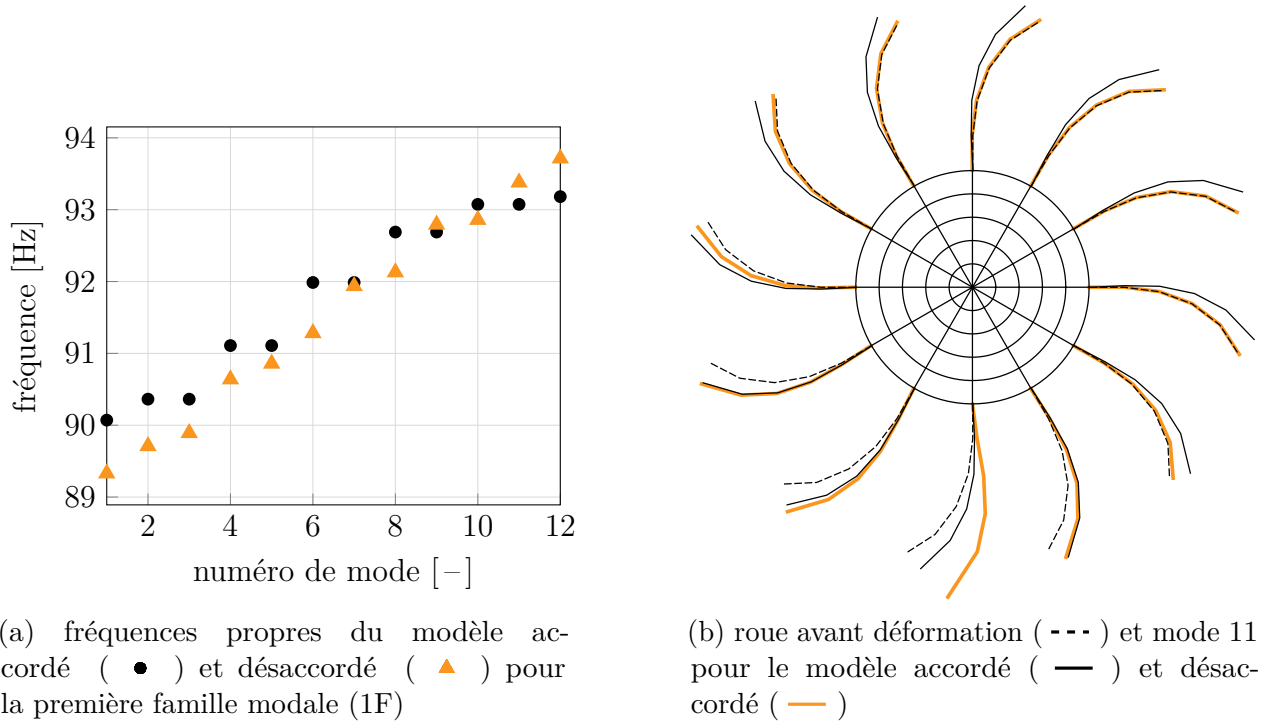 94
93
92
91
90
89
fréquence [Hz]
2 4 6 8 10 12
numéro de mode [–]
(a) fréquences propres du modèle ac-
cordé ( ) et désaccordé ( ) pour
la première famille modale (1F)
(b) roue avant déformation ( ) et mode 11
pour le modèle accordé ( ) et désac-
cordé ( )